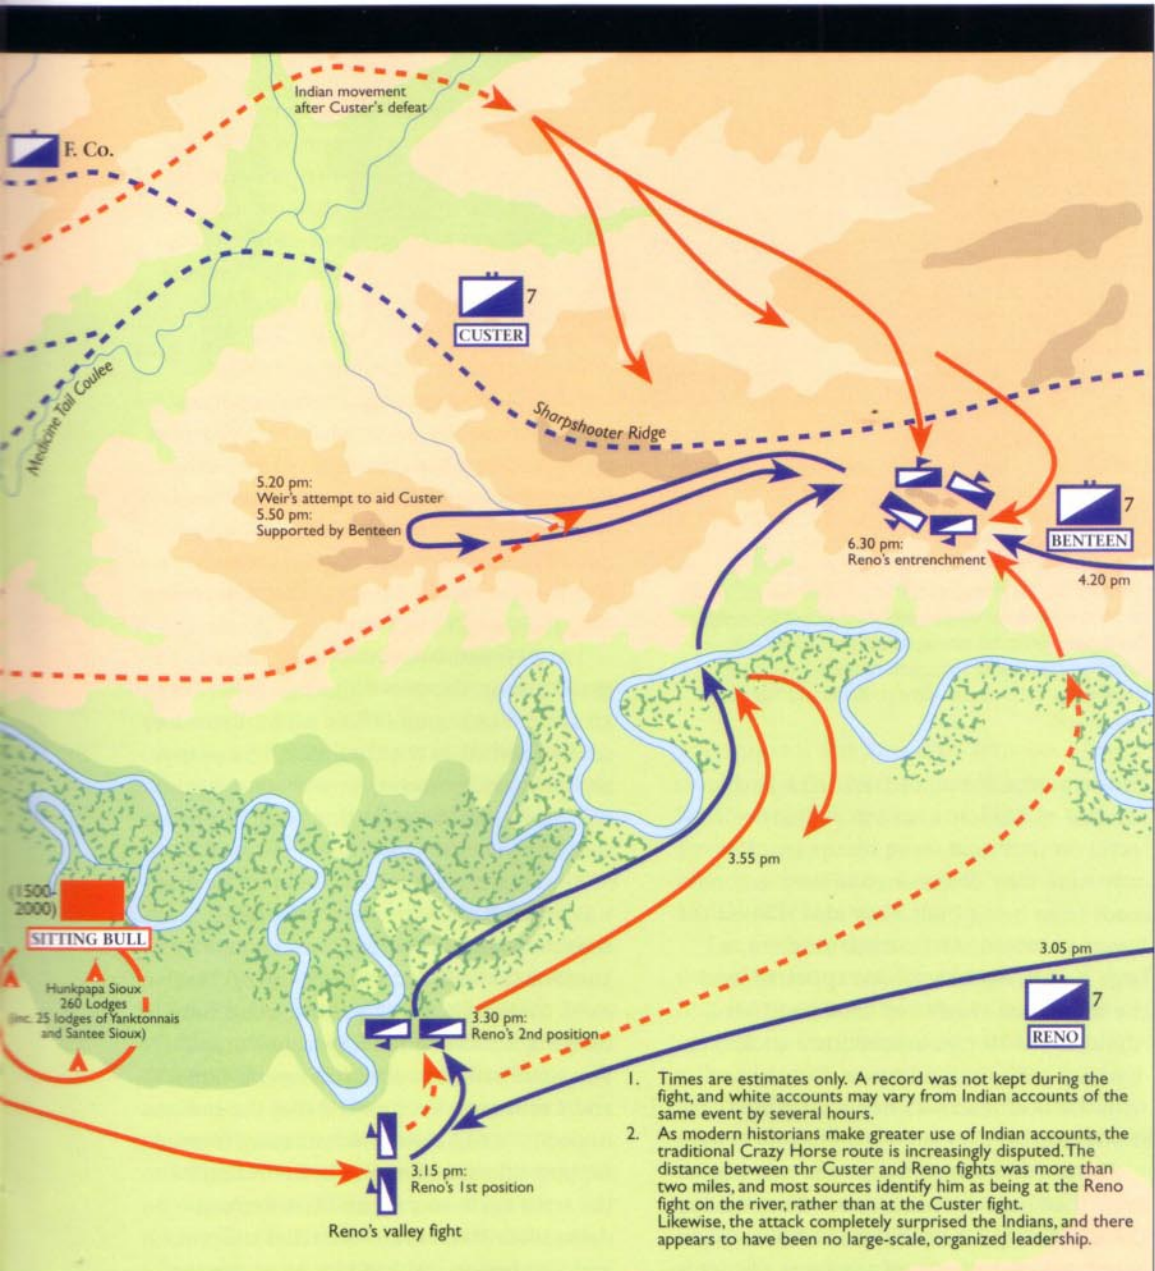 Indian movement
after Custer's defeat
F. Co.
7
CUSTER
Medicine Tail Coulee
Sharpshooter Ridge
5.20 pm:
Weir's attempt to aid Custer
5.50 pm:
Supported by Benteen
6.30 pm:
Reno's entrenchment
7
BENTEEN
4.20 pm
3.55 pm
(1500-
2000)
SITTING BULL
Hunkpapa Sioux
260 Lodges
(inc. 25 lodges of Yanktonnais
and Santee Sioux)
3.30 pm:
Reno's 2nd position
3.05 pm
7
RENO
3.15 pm:
Reno's 1st position
Reno's valley fight
1. Times are estimates only. A record was not kept during the
fight, and white accounts may vary from Indian accounts of the
same event by several hours.
2. As modern historians make greater use of Indian accounts, the
traditional Crazy Horse route is increasingly disputed. The
distance between thr Custer and Reno fights was more than
two miles, and most sources identify him as being at the Reno
fight on the river, rather than at the Custer fight.
Likewise, the attack completely surprised the Indians, and there
appears to have been no large-scale, organized leadership.